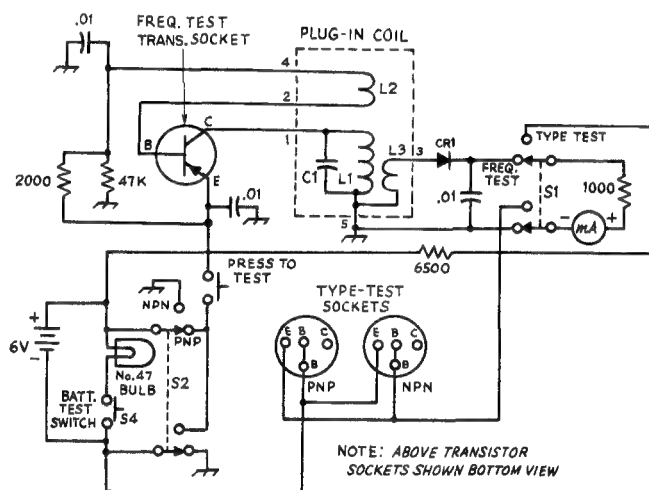 .01
FREQ. TEST
TRANS. SOCKET
PLUG-IN COIL
4
2
L2
C
B
E
1
C1
L1
L3
3
CR1
TYPE TEST
FREQ.
TEST
S1
1000
2000
47K
.01
.01
5
- mA +
6500
PRESS TO
TEST
NPN
PNP
TYPE-TEST
SOCKETS
E B C
B
PNP
E B C
B
NPN
+
6V
-
No.47
BULB
S2
BATT.
TEST
SWITCH
S4
NOTE: ABOVE TRANSISTOR
SOCKETS SHOWN BOTTOM VIEW